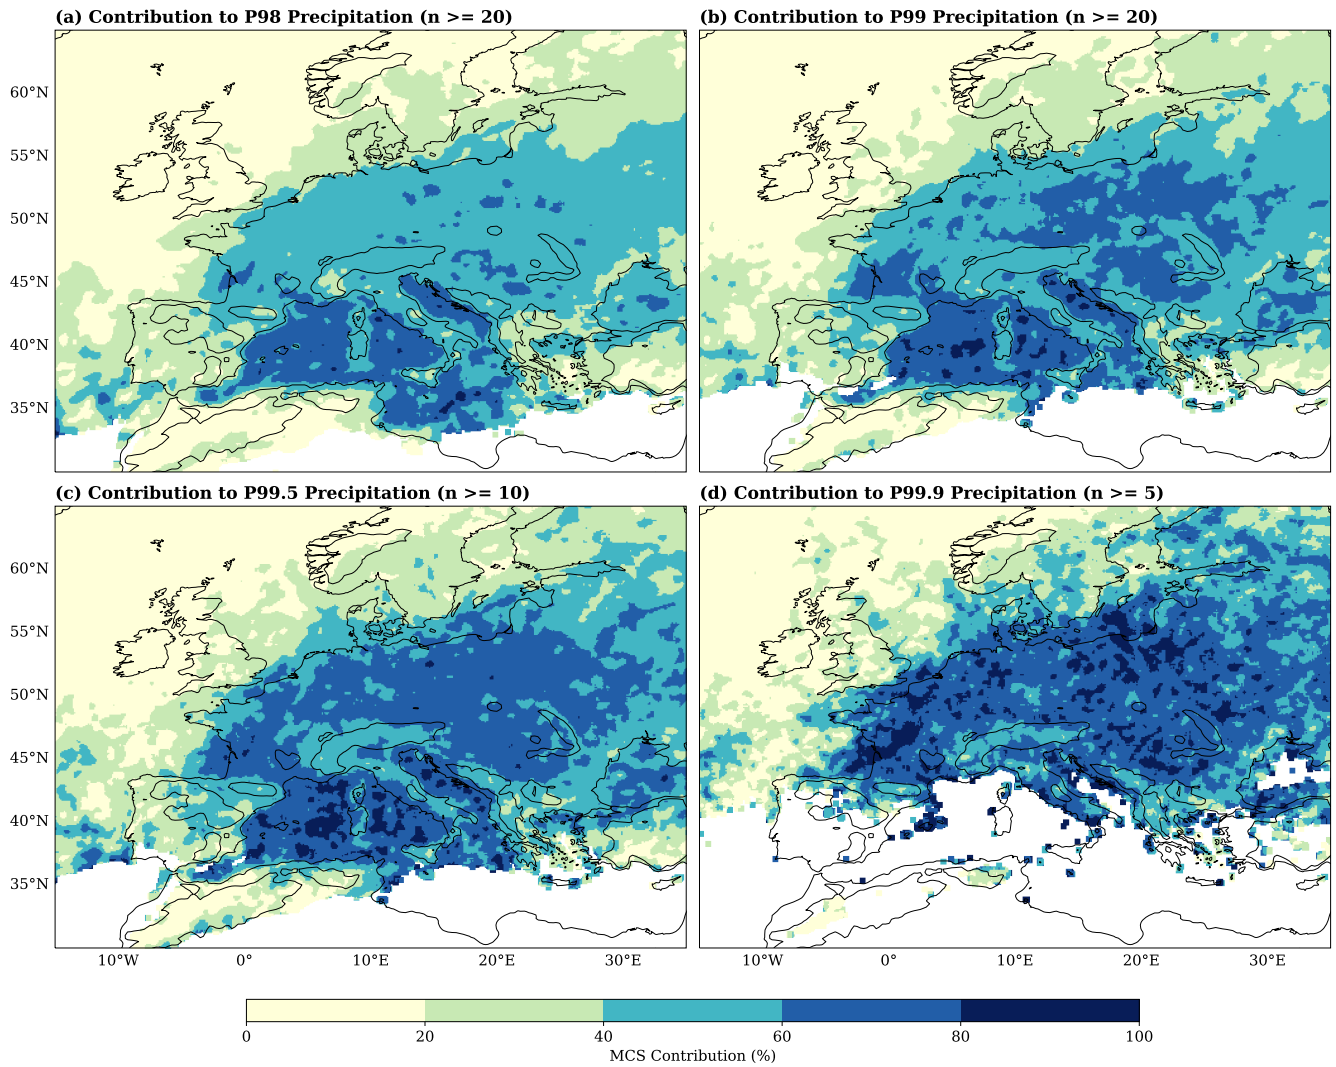 (a) Contribution to P98 Precipitation (n >= 20)
(b) Contribution to P99 Precipitation (n >= 20)
60°N
55°N
50°N
45°N
40°N
35°N
(c) Contribution to P99.5 Precipitation (n >= 10)
(d) Contribution to P99.9 Precipitation (n >= 5)
60°N
55°N
50°N
45°N
40°N
35°N
10°W 0° 10°E 20°E 30°E
10°W 0° 10°E 20°E 30°E
0 20 40 60 80 100
MCS Contribution (%)